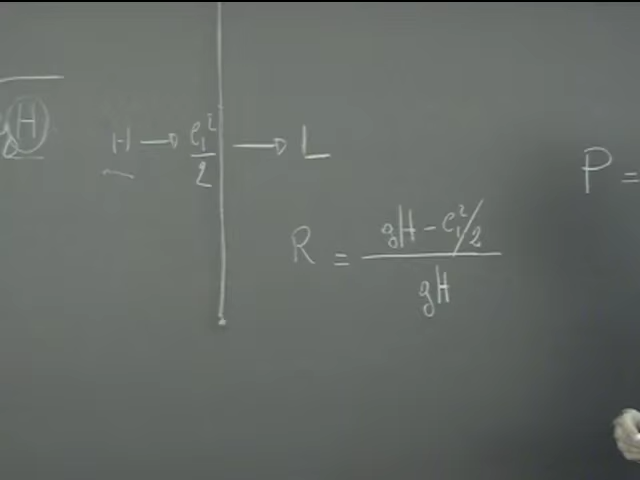 gH
H → c₁²/2 → L
P =
R = (gH - c₁²/2) / gH